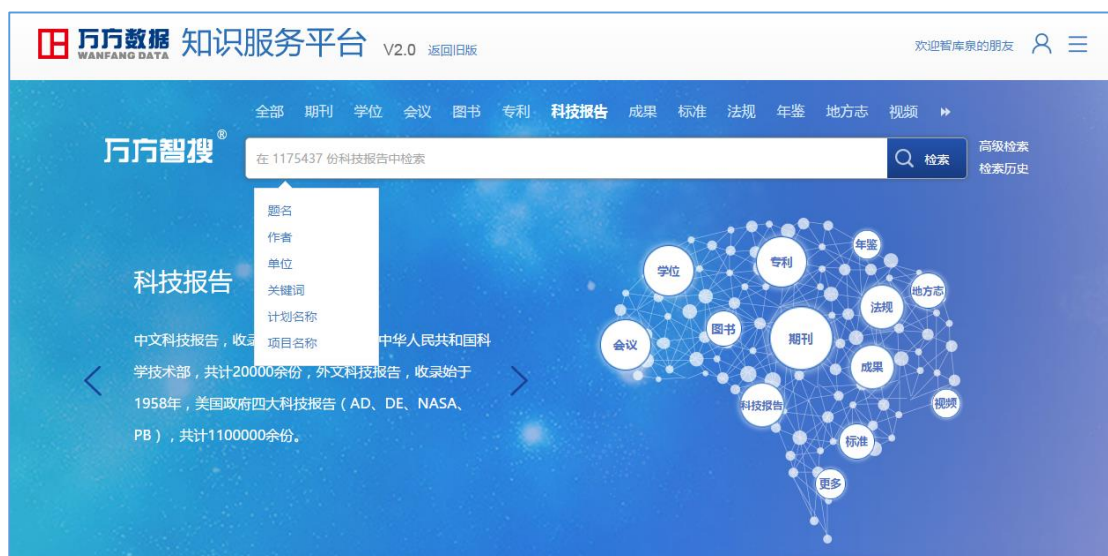 万方数据 知识服务平台 V2.0 返回旧版 欢迎智库泉的朋友
WANFANG DATA
全部 期刊 学位 会议 图书 专利 科技报告 成果 标准 法规 年鉴 地方志 视频
万方智搜®
在 1175437 份科技报告中检索
检索
高级检索
检索历史
题名
作者
单位
关键词
计划名称
项目名称
科技报告
中文科技报告,收 中华人民共和国科
学技术部,共计20000余份,外文科技报告,收录始于
1958年,美国政府四大科技报告(AD、DE、NASA、
PB),共计1100000余份。
年鉴
专利
学位
地方志
法规
图书
期刊
会议
成果
科技报告
视频
标准
更多